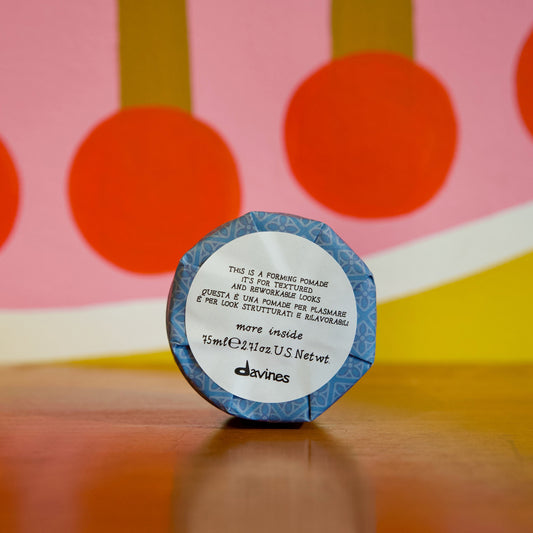 THIS IS A FORMING POMADE
IT'S FOR TEXTURED
AND REWORKABLE LOOKS
QUESTA È UNA POMADE PER PLASMARE
È PER LOOK STRUTTURATI E RILAVORABILI
more inside
75ml e 2.71oz U.S. Net wt.
davines